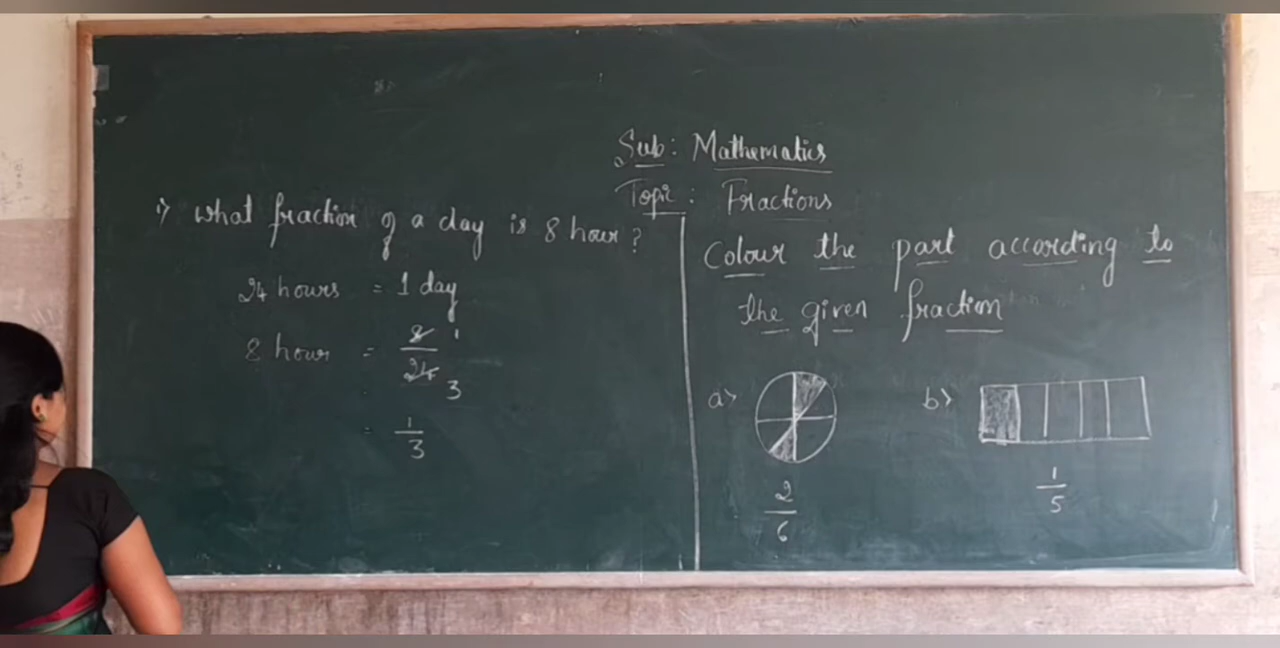 Sub: Mathematics
Topic: Fractions
1) What fraction of a day is 8 hour?
24 hours = 1 day
8 hour = 8/24 1 3
= 1/3
Colour the part according to
the given fraction
a) b)
2/6 1/5